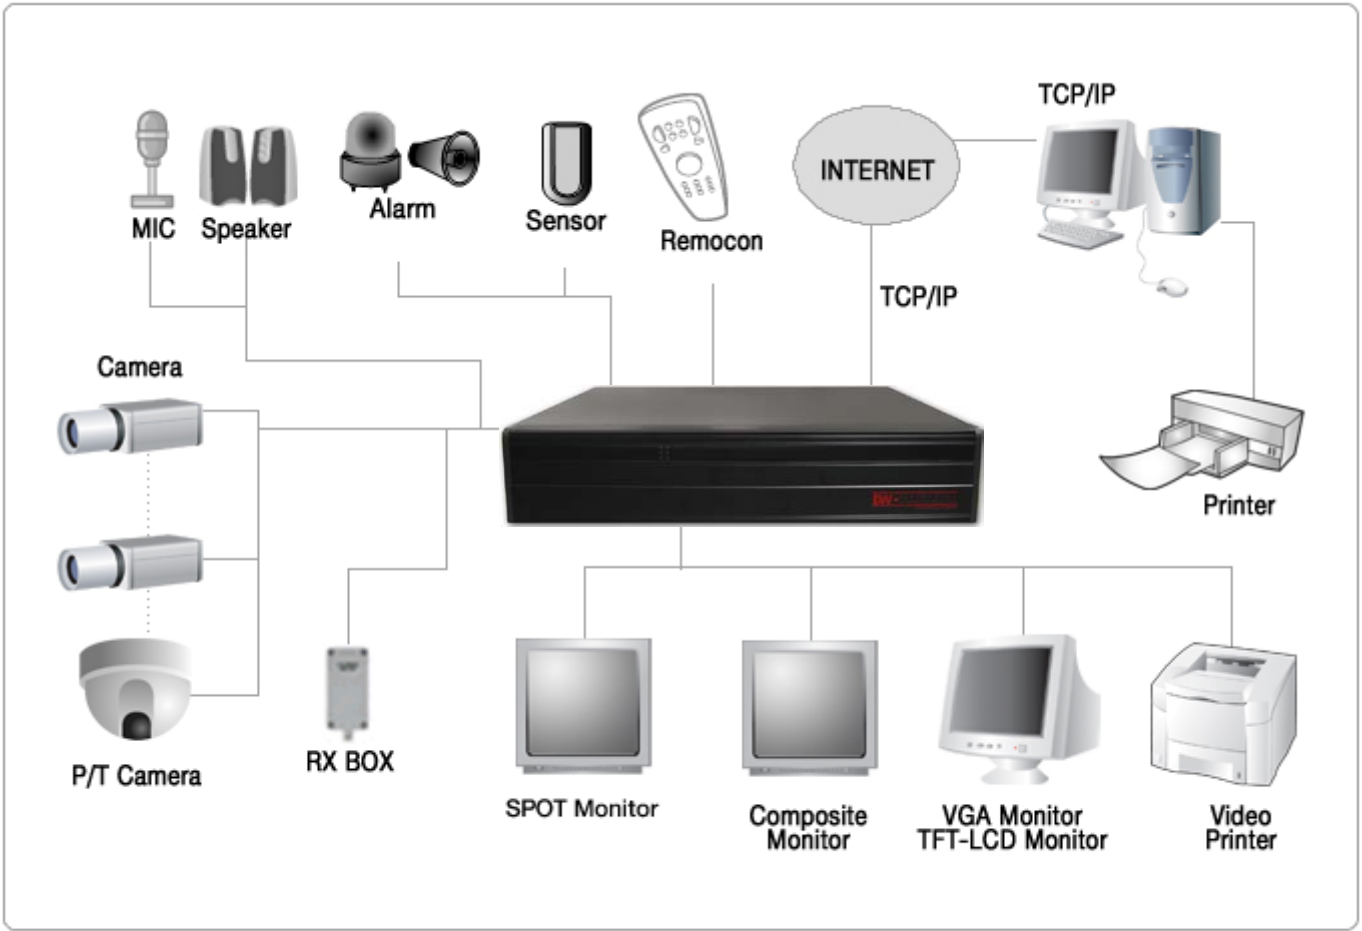 TCP/IP
INTERNET
MIC
Speaker
Alarm
Sensor
Remocon
TCP/IP
Camera
Printer
P/T Camera
RX BOX
SPOT Monitor
Composite
Monitor
VGA Monitor
TFT-LCD Monitor
Video
Printer